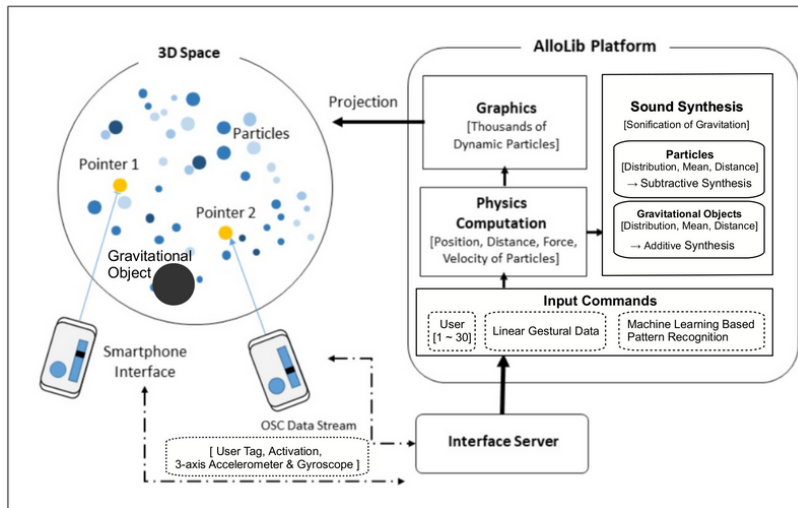 3D Space
Particles
Pointer 1
Pointer 2
Gravitational
Object
Smartphone
Interface
OSC Data Stream
[ User Tag, Activation,
3-axis Accelerometer & Gyroscope ]
Projection
AlloLib Platform
Graphics
[Thousands of
Dynamic Particles]
Physics
Computation
[Position, Distance, Force,
Velocity of Particles]
Sound Synthesis
[Sonification of Gravitation]
Particles
[Distribution, Mean, Distance]
→ Subtractive Synthesis
Gravitational Objects
[Distribution, Mean, Distance]
→ Additive Synthesis
Input Commands
User
[1 ~ 30]
Linear Gestural Data
Machine Learning Based
Pattern Recognition
Interface Server